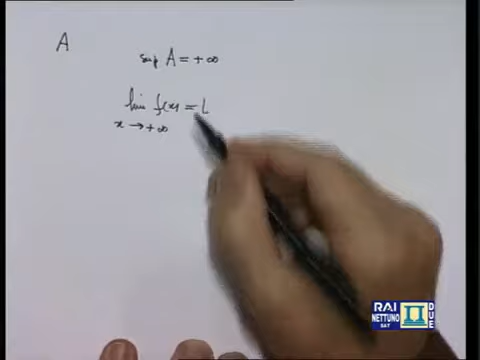 A
sup A = +∞
lim f(x) = L
x → +∞
RAI
NETTUNO
SAT
DUE